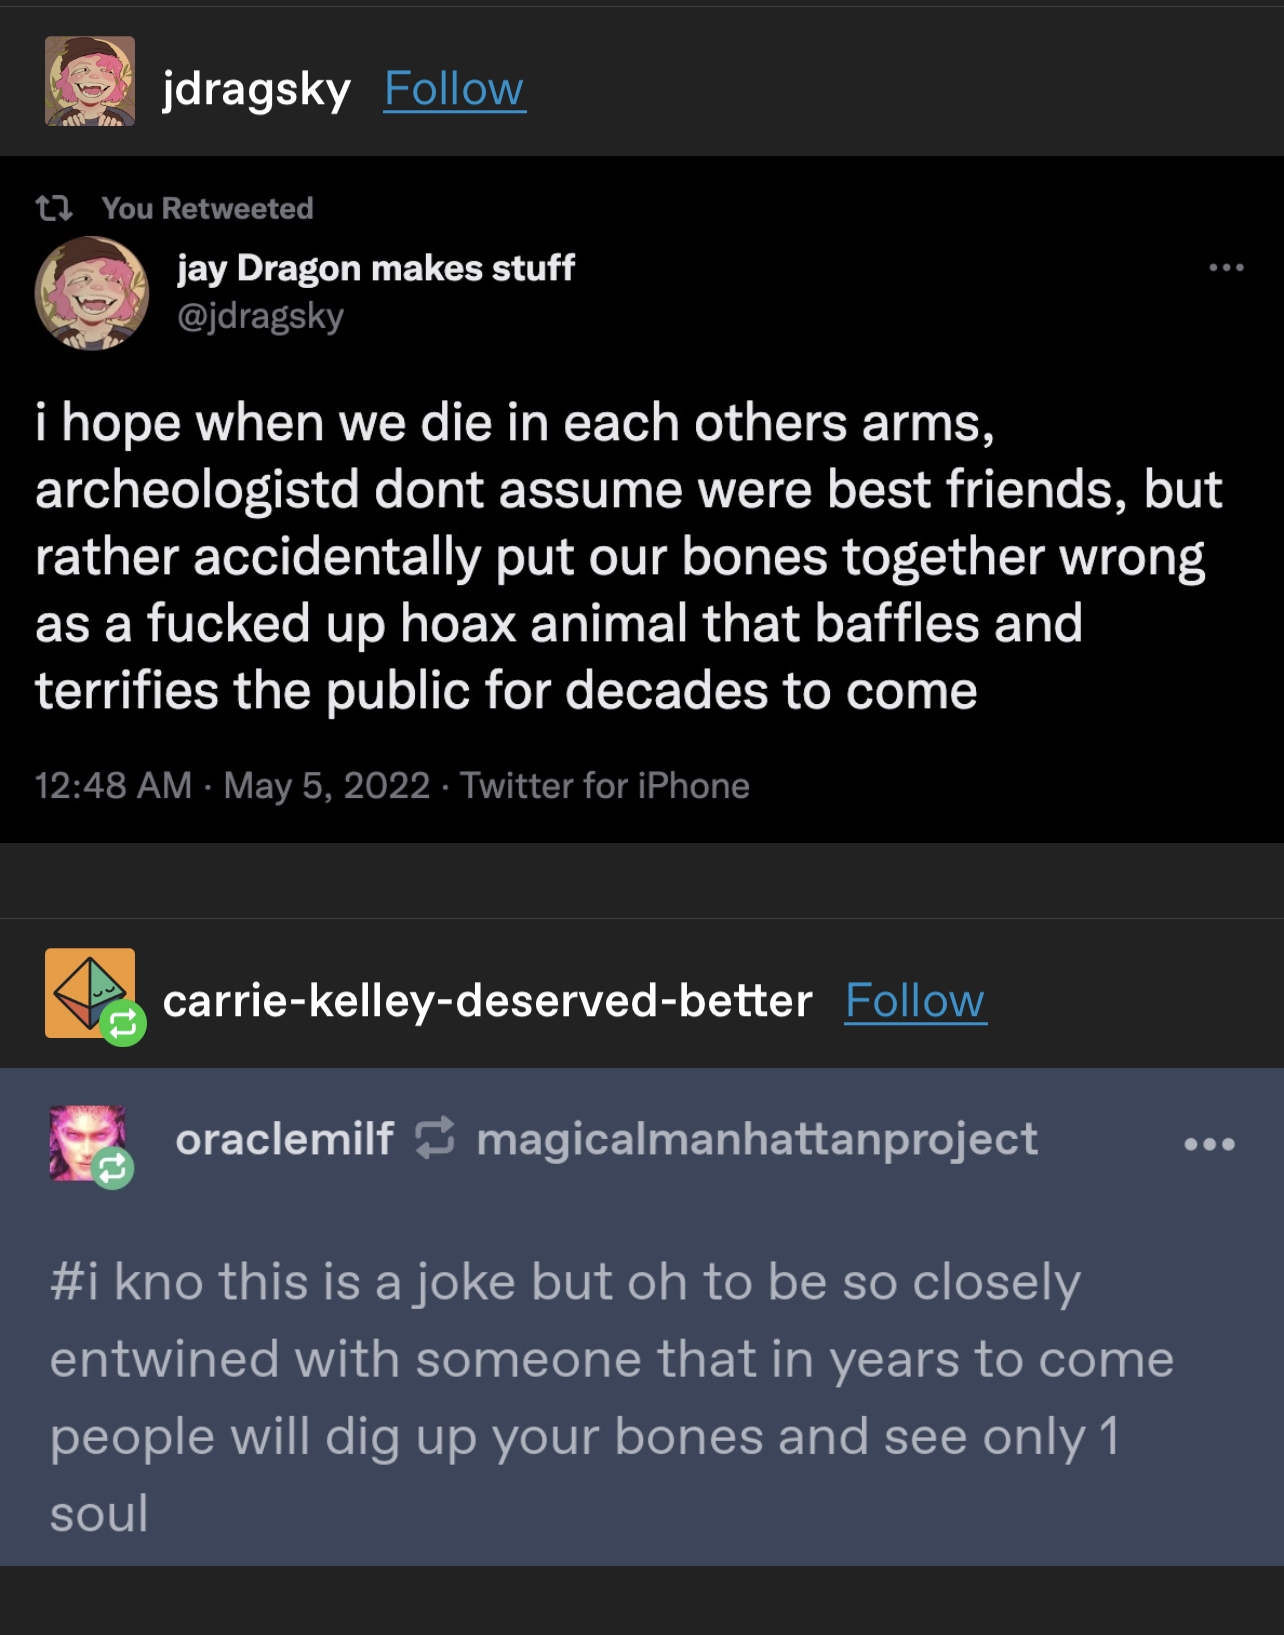 jdragsky Follow
You Retweeted
jay Dragon makes stuff
@jdragsky
i hope when we die in each others arms,
archeologistd dont assume were best friends, but
rather accidentally put our bones together wrong
as a fucked up hoax animal that baffles and
terrifies the public for decades to come
12:48 AM · May 5, 2022 · Twitter for iPhone
carrie-kelley-deserved-better Follow
oraclemilf magicalmanhattanproject
#i kno this is a joke but oh to be so closely
entwined with someone that in years to come
people will dig up your bones and see only 1
soul